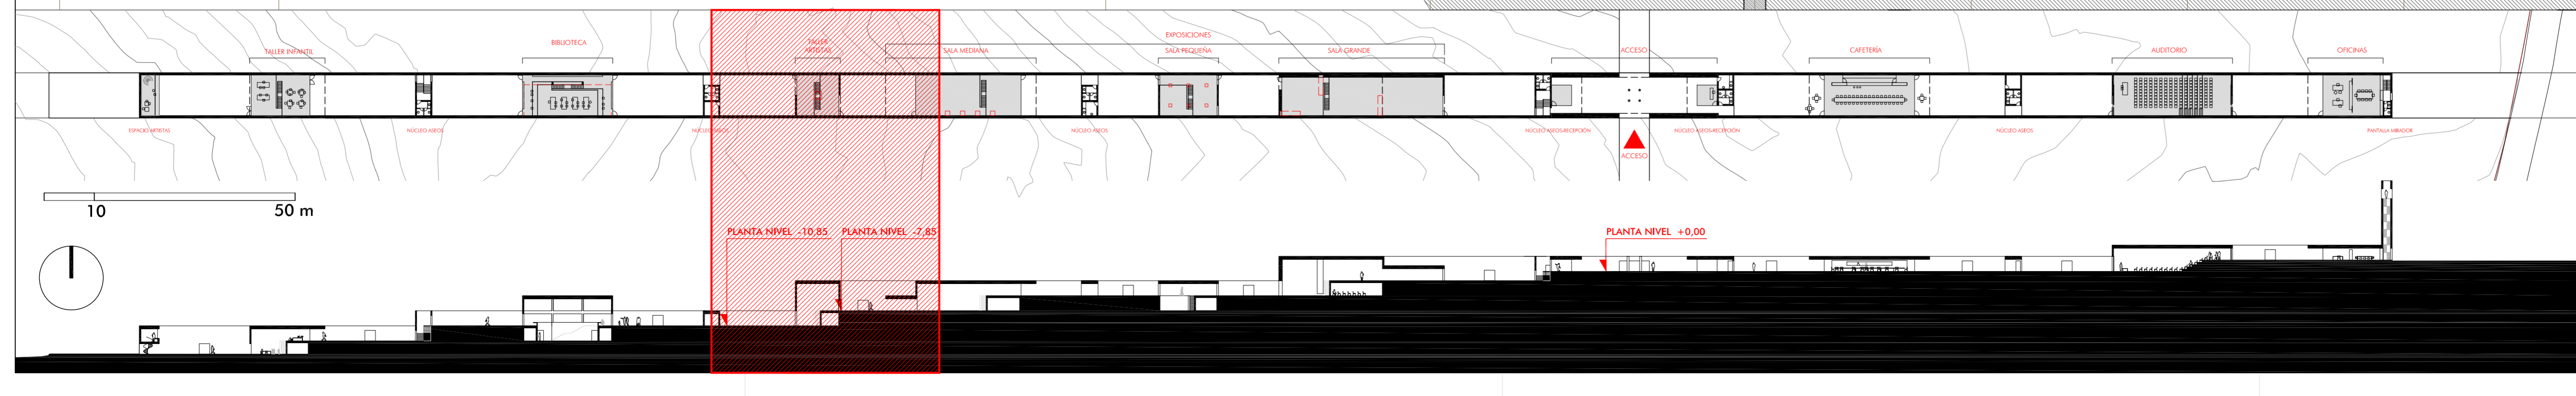 EXPOSICIONES
TALLER INFANTIL
BIBLIOTECA
TALLER
ARTISTAS
SALA MEDIANA
SALA PEQUEÑA
SALA GRANDE
ACCESO
CAFETERÍA
AUDITORIO
OFICINAS
ESPACIO ARTISTAS
NÚCLEO ASEOS
NÚCLEO ASEOS
NÚCLEO ASEOS
NÚCLEO ASEOS-RECEPCIÓN
NÚCLEO ASEOS-RECEPCIÓN
NÚCLEO ASEOS
PANTALLA MIRADOR
ACCESO
10
50 m
PLANTA NIVEL -10,85
PLANTA NIVEL -7,85
PLANTA NIVEL +0,00